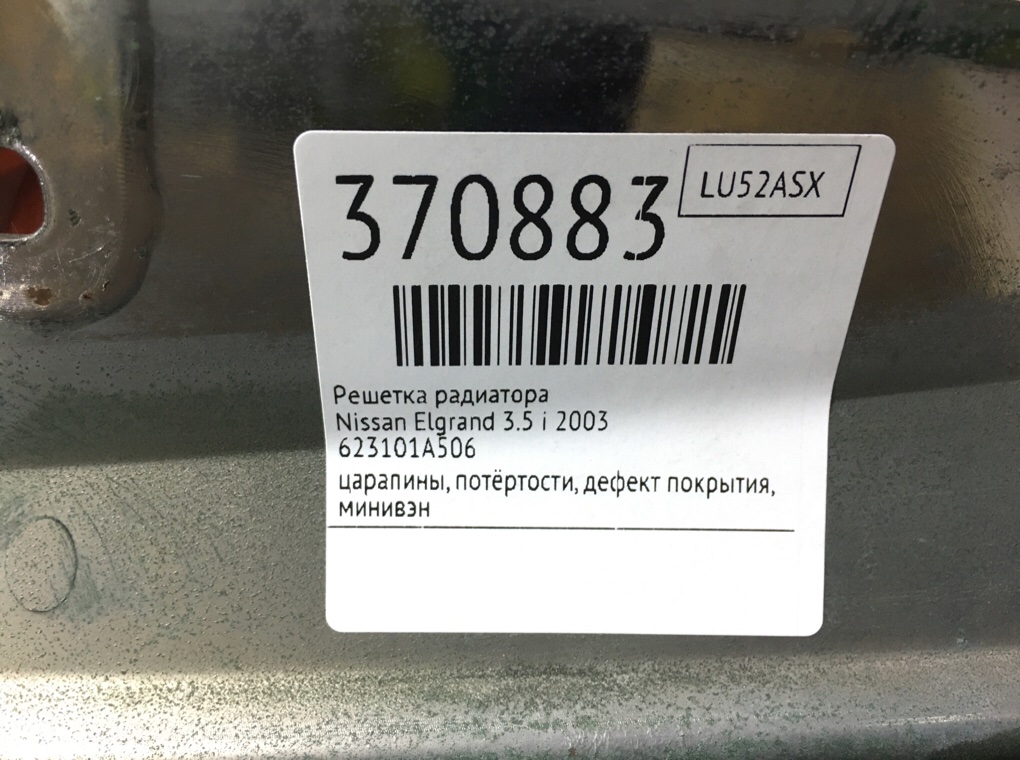 370883
LU52ASX
Решетка радиатора
Nissan Elgrand 3.5 i 2003
623101A506
царапины, потёртости, дефект покрытия,
минивэн